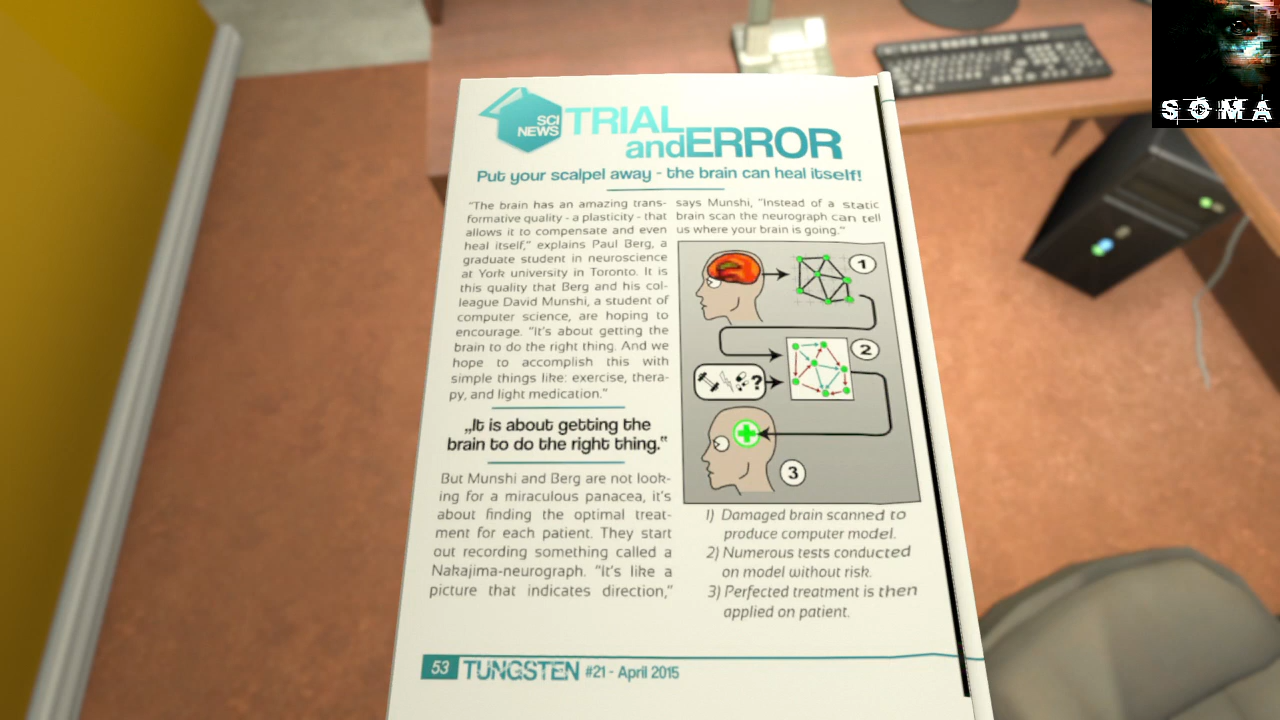 SOMA
SCI
NEWS
TRIAL
andERROR
Put your scalpel away - the brain can heal itself!
"The brain has an amazing trans-
formative quality - a plasticity - that
allows it to compensate and even
heal itself," explains Paul Berg, a
graduate student in neuroscience
at York university in Toronto. It is
this quality that Berg and his col-
league David Munshi, a student of
computer science, are hoping to
encourage. "It's about getting the
brain to do the right thing. And we
hope to accomplish this with
simple things like: exercise, thera-
py, and light medication."
„It is about getting the
brain to do the right thing."
But Munshi and Berg are not look-
ing for a miraculous panacea, it's
about finding the optimal treat-
ment for each patient. They start
out recording something called a
Nakajima-neurograph. "It's like a
picture that indicates direction,"
says Munshi, "Instead of a static
brain scan the neurograph can tell
us where your brain is going."
1
2
?
3
1) Damaged brain scanned to
produce computer model.
2) Numerous tests conducted
on model without risk.
3) Perfected treatment is then
applied on patient.
53 TUNGSTEN #21 - April 2015